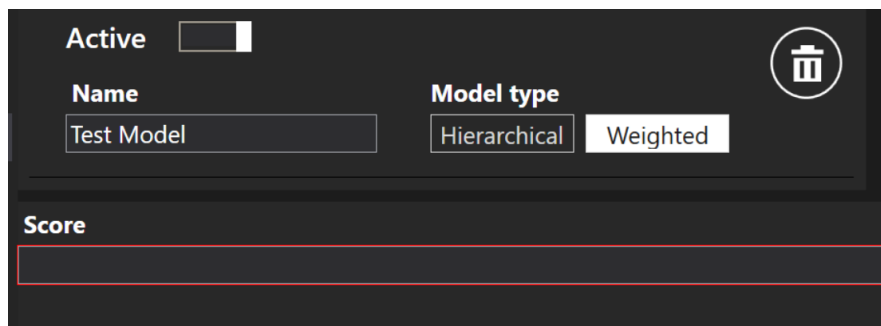 Active
Name
Model type
Test Model
Hierarchical
Weighted
Score